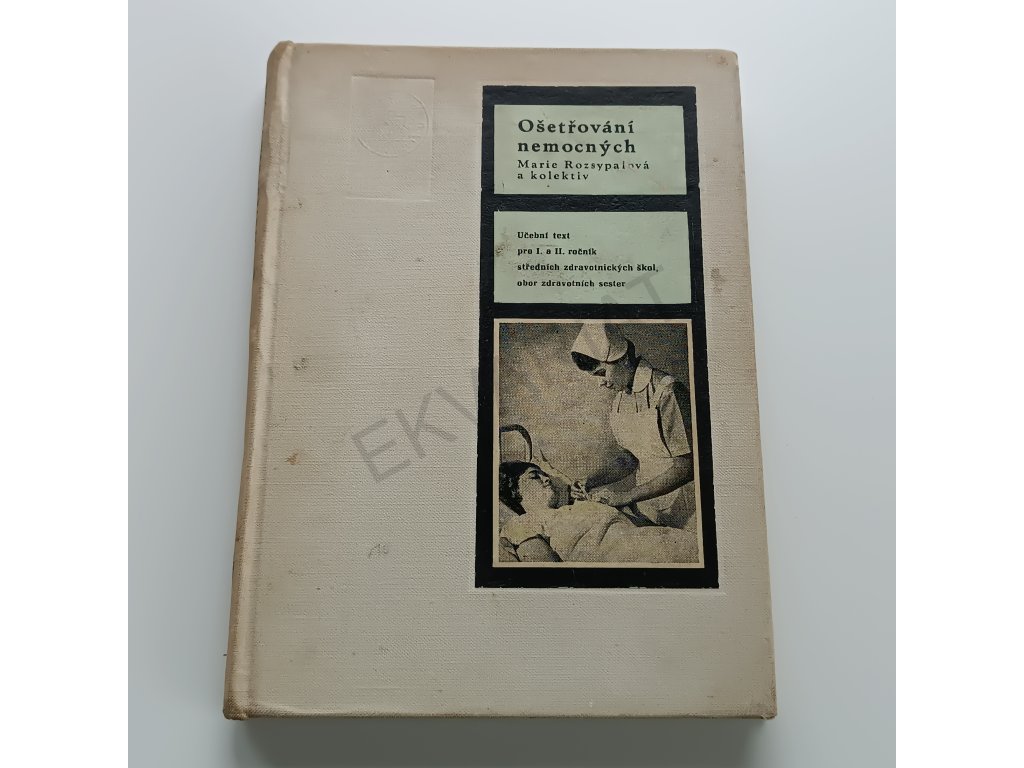 Ošetřování
nemocných
Marie Rozsypalová
a kolektiv
Učební text
pro I. a II. ročník
středních zdravotnických škol,
obor zdravotních sester